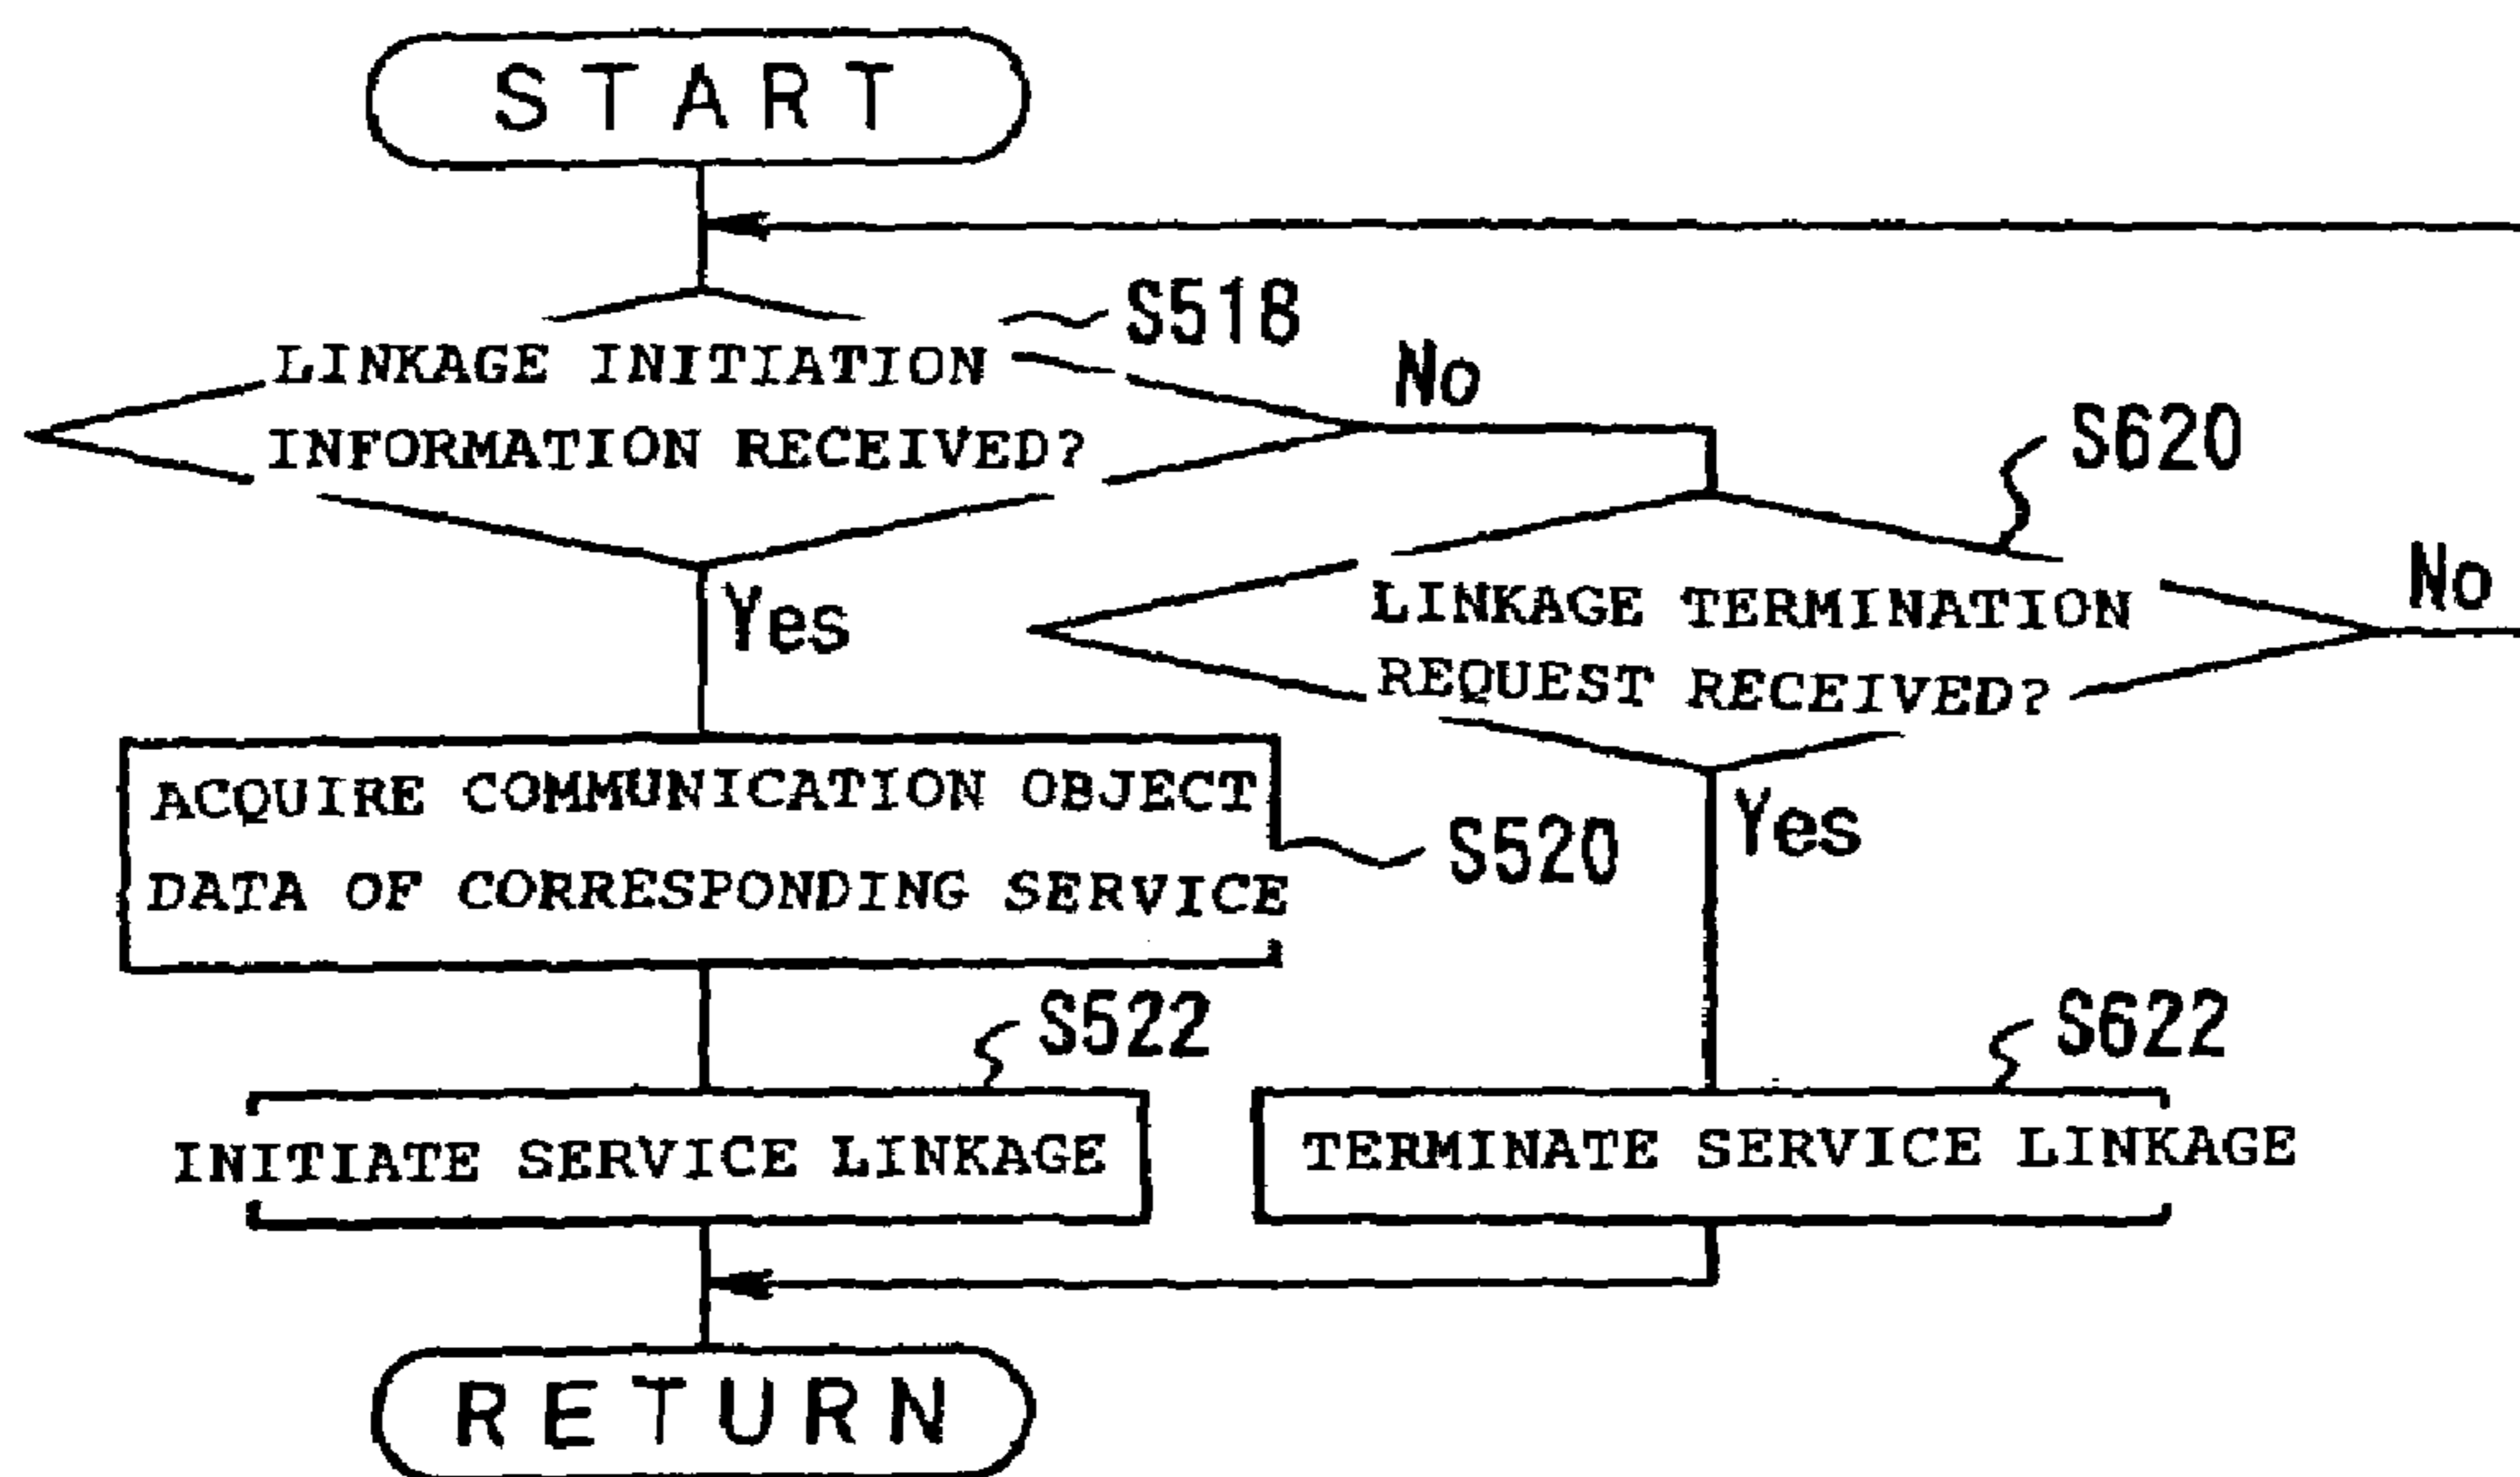 START
S518
LINKAGE INITIATION
INFORMATION RECEIVED?
No
S620
Yes
LINKAGE TERMINATION
REQUEST RECEIVED?
No
ACQUIRE COMMUNICATION OBJECT
DATA OF CORRESPONDING SERVICE
S520
Yes
S522
INITIATE SERVICE LINKAGE
S622
TERMINATE SERVICE LINKAGE
RETURN